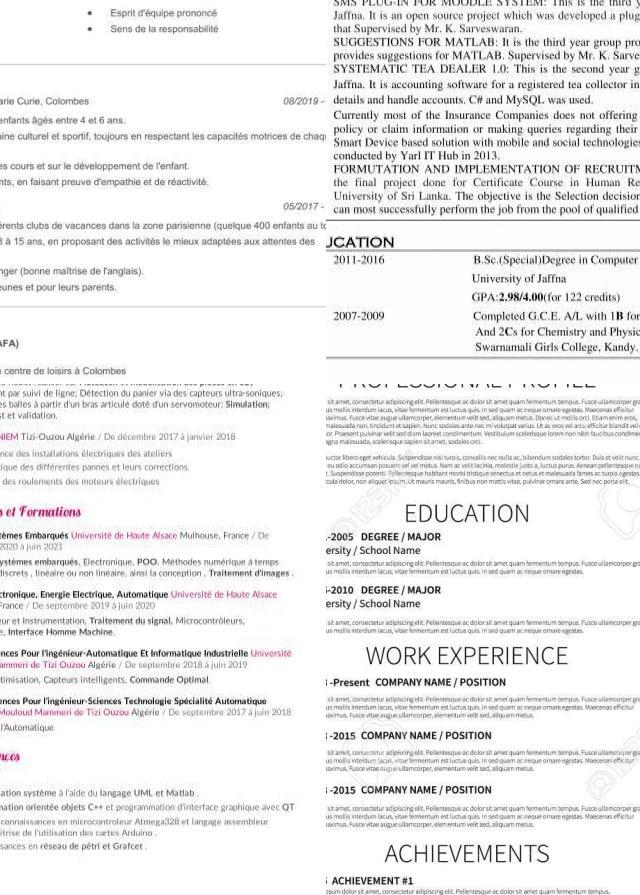 Esprit d'équipe prononcé
Sens de la responsabilité
arie Curie, Colombes 08/2019 -
enfants âgés entre 4 et 6 ans.
aine culturel et sportif, toujours en respectant les capacités motrices de chaqu
es cours et sur le développement de l'enfant.
nts, en faisant preuve d'empathie et de réactivité.
05/2017 -
érents clubs de vacances dans la zone parisienne (quelque 400 enfants au to
3 à 15 ans, en proposant des activités le mieux adaptées aux attentes des
nger (bonne maîtrise de l'anglais).
eunes et pour leurs parents.
AFA)
centre de loisirs à Colombes
SMS PLUG-IN FOR MOODLE SYSTEM: This is the third y
Jaffna. It is an open source project which was developed a plug
that Supervised by Mr. K. Sarveswaran.
SUGGESTIONS FOR MATLAB: It is the third year group pro
provides suggestions for MATLAB. Supervised by Mr. K. Sarve
SYSTEMATIC TEA DEALER 1.0: This is the second year g
Jaffna. It is accounting software for a registered tea collector in
details and handle accounts. C# and MySQL was used.
Currently most of the Insurance Companies does not offering
policy or claim information or making queries regarding their
Smart Device based solution with mobile and social technologies
conducted by Yarl IT Hub in 2013.
FORMUTATION AND IMPLEMENTATION OF RECRUITM
the final project done for Certificate Course in Human Re
University of Sri Lanka. The objective is the Selection decision
can most successfully perform the job from the pool of qualified
UCATION
2011-2016 B.Sc.(Special)Degree in Computer
University of Jaffna
GPA:2.98/4.00(for 122 credits)
2007-2009 Completed G.C.E. A/L with 1B for
And 2Cs for Chemistry and Physic
Swarnamali Girls College, Kandy.
nt par suivi de ligne; Détection du panier via des capteurs ultra-soniques;
es balles à partir d'un bras articulé doté d'un servomoteur; Simulation;
st et validation.
NIEM Tizi-Ouzou Algérie / De décembre 2017 à janvier 2018
nce des installations électriques des ateliers
ique des différentes pannes et leurs corrections.
des roulements des moteurs électriques
s et Formations
tèmes Embarqués Université de Haute Alsace Mulhouse, France / De
2020 à juin 2021
ystèmes embarqués, Electronique, POO, Méthodes numérique à temps
discrets , linéaire ou non linéaire, ainsi la conception , Traitement d'images .
ctronique, Energie Electrique, Automatique Université de Haute Alsace
France / De septembre 2019 à juin 2020
eur et Instrumentation, Traitement du signal, Microcontrôleurs,
e, Interface Homme Machine.
ences Pour l'ingénieur-Automatique Et Informatique Industrielle Université
ammeri de Tizi Ouzou Algérie / De septembre 2018 à juin 2019
timisation, Capteurs intelligents, Commande Optimal.
ences Pour l'ingénieur-Sciences Technologie Spécialité Automatique
Mouloud Mammeri de Tizi Ouzou Algérie / De septembre 2017 à juin 2018
l'Automatique
nces
ation système à l'aide du langage UML et Matlab .
mation orientée objets C++ et programmation d'interface graphique avec QT
connaissances en microcontroleur Atmega328 et langage assembleur
itrise de l'utilisation des cartes Arduino .
sances en réseau de pétri et Grafcet .
PROFESSIONAL PROFILE
EDUCATION
-2005 DEGREE / MAJOR
ersity / School Name
sit amet, consectetur adipiscing elit. Pellentesque ac dolor sit amet quam fermentum tempus. Fusce ullamcorper gra
us mollis interdum lacus, vitae fermentum est luctus quis. In sed quam ac neque ornare egestas.
-2010 DEGREE / MAJOR
ersity / School Name
sit amet, consectetur adipiscing elit. Pellentesque ac dolor sit amet quam fermentum tempus. Fusce ullamcorper gra
us mollis interdum lacus, vitae fermentum est luctus quis. In sed quam ac neque ornare egestas.
WORK EXPERIENCE
-Present COMPANY NAME / POSITION
sit amet, consectetur adipiscing elit. Pellentesque ac dolor sit amet quam fermentum tempus. Fusce ullamcorper gra
us mollis interdum lacus, vitae fermentum est luctus quis. In sed quam ac neque ornare egestas. Maecenas efficitur
maximus. Fusce vitae augue ullamcorper, elementum velit sed, aliquam metus.
-2015 COMPANY NAME / POSITION
sit amet, consectetur adipiscing elit. Pellentesque ac dolor sit amet quam fermentum tempus. Fusce ullamcorper gra
us mollis interdum lacus, vitae fermentum est luctus quis. In sed quam ac neque ornare egestas. Maecenas efficitur
maximus. Fusce vitae augue ullamcorper, elementum velit sed, aliquam metus.
-2015 COMPANY NAME / POSITION
sit amet, consectetur adipiscing elit. Pellentesque ac dolor sit amet quam fermentum tempus. Fusce ullamcorper gra
us mollis interdum lacus, vitae fermentum est luctus quis. In sed quam ac neque ornare egestas. Maecenas efficitur
maximus. Fusce vitae augue ullamcorper, elementum velit sed, aliquam metus.
ACHIEVEMENTS
ACHIEVEMENT #1
ipsum dolor sit amet, consectetur adipiscing elit. Pellentesque ac dolor sit amet quam fermentum tempus.